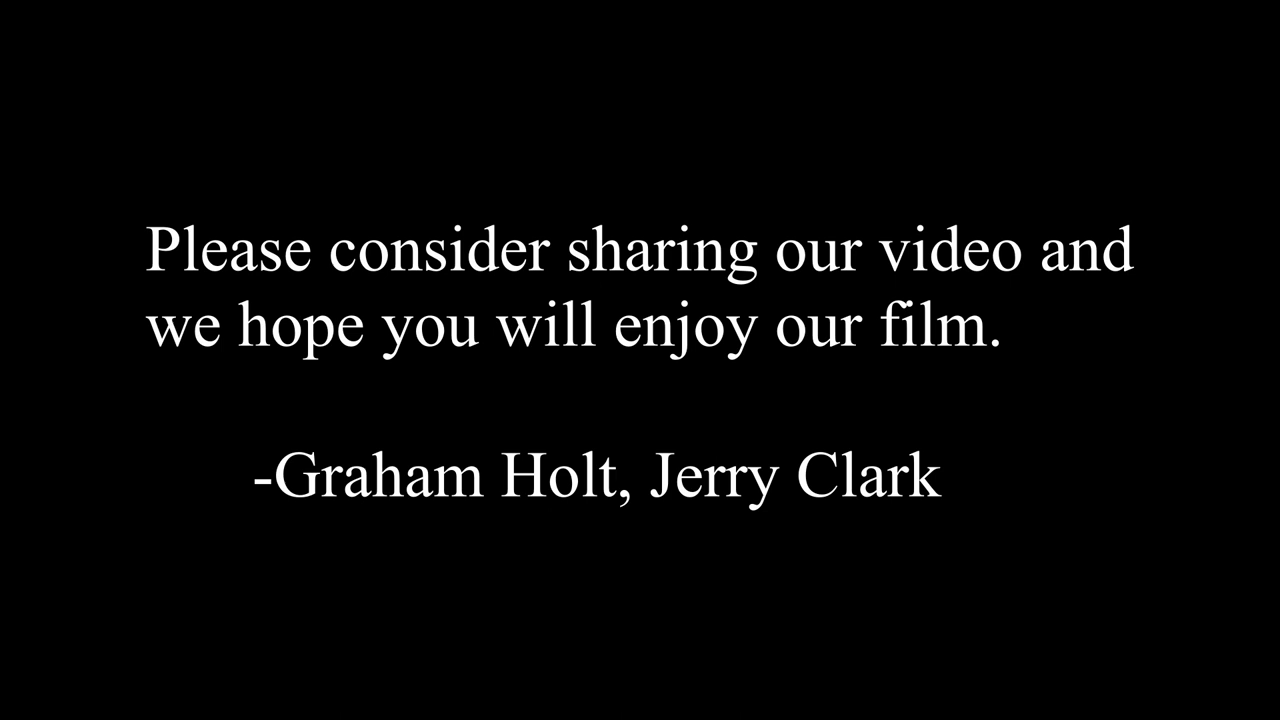 Please consider sharing our video and
we hope you will enjoy our film.
-Graham Holt, Jerry Clark